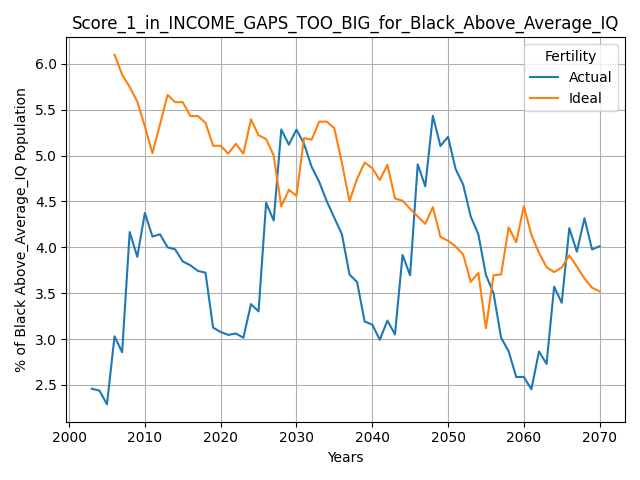 Score_1_in_INCOME_GAPS_TOO_BIG_for_Black_Above_Average_IQ
Fertility
Actual
Ideal
% of Black Above_Average_IQ Population
6.0
5.5
5.0
4.5
4.0
3.5
3.0
2.5
2000 2010 2020 2030 2040 2050 2060 2070
Years